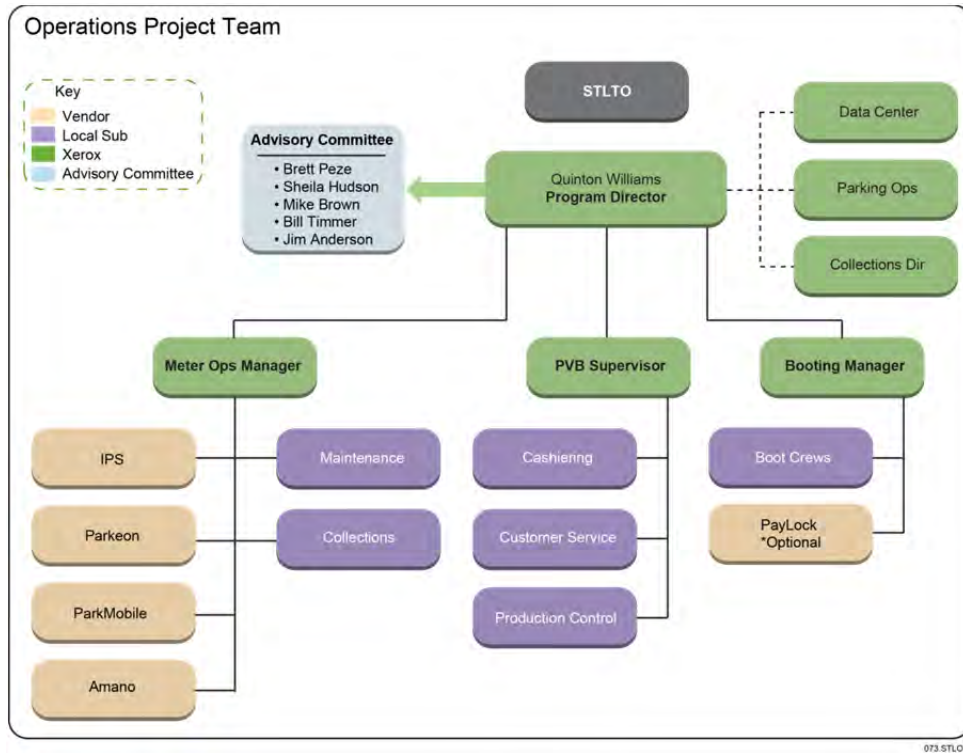 Operations Project Team
Key
Vendor
Local Sub
Xerox
Advisory Committee
STLTO
Advisory Committee
• Brett Peze
• Sheila Hudson
• Mike Brown
• Bill Timmer
• Jim Anderson
Quinton Williams
Program Director
Data Center
Parking Ops
Collections Dir
Meter Ops Manager
PVB Supervisor
Booting Manager
IPS
Maintenance
Cashiering
Boot Crews
Parkeon
Collections
Customer Service
PayLock
*Optional
ParkMobile
Production Control
Amano
073.STLO